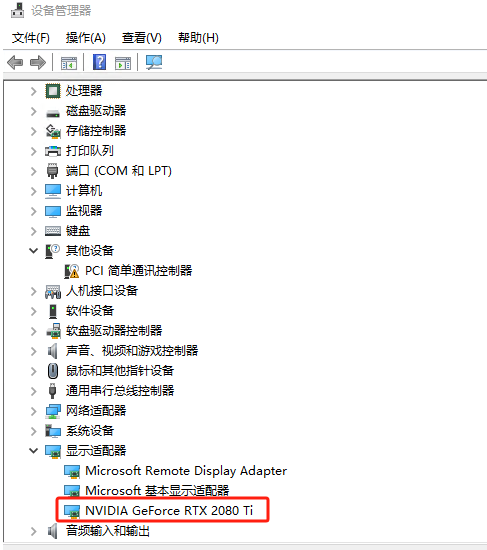 设备管理器
文件(F) 操作(A) 查看(V) 帮助(H)
处理器
磁盘驱动器
存储控制器
打印队列
端口 (COM 和 LPT)
计算机
监视器
键盘
其他设备
PCI 简单通讯控制器
人机接口设备
软件设备
软盘驱动器控制器
声音、视频和游戏控制器
鼠标和其他指针设备
通用串行总线控制器
网络适配器
系统设备
显示适配器
Microsoft Remote Display Adapter
Microsoft 基本显示适配器
NVIDIA GeForce RTX 2080 Ti
音频输入和输出